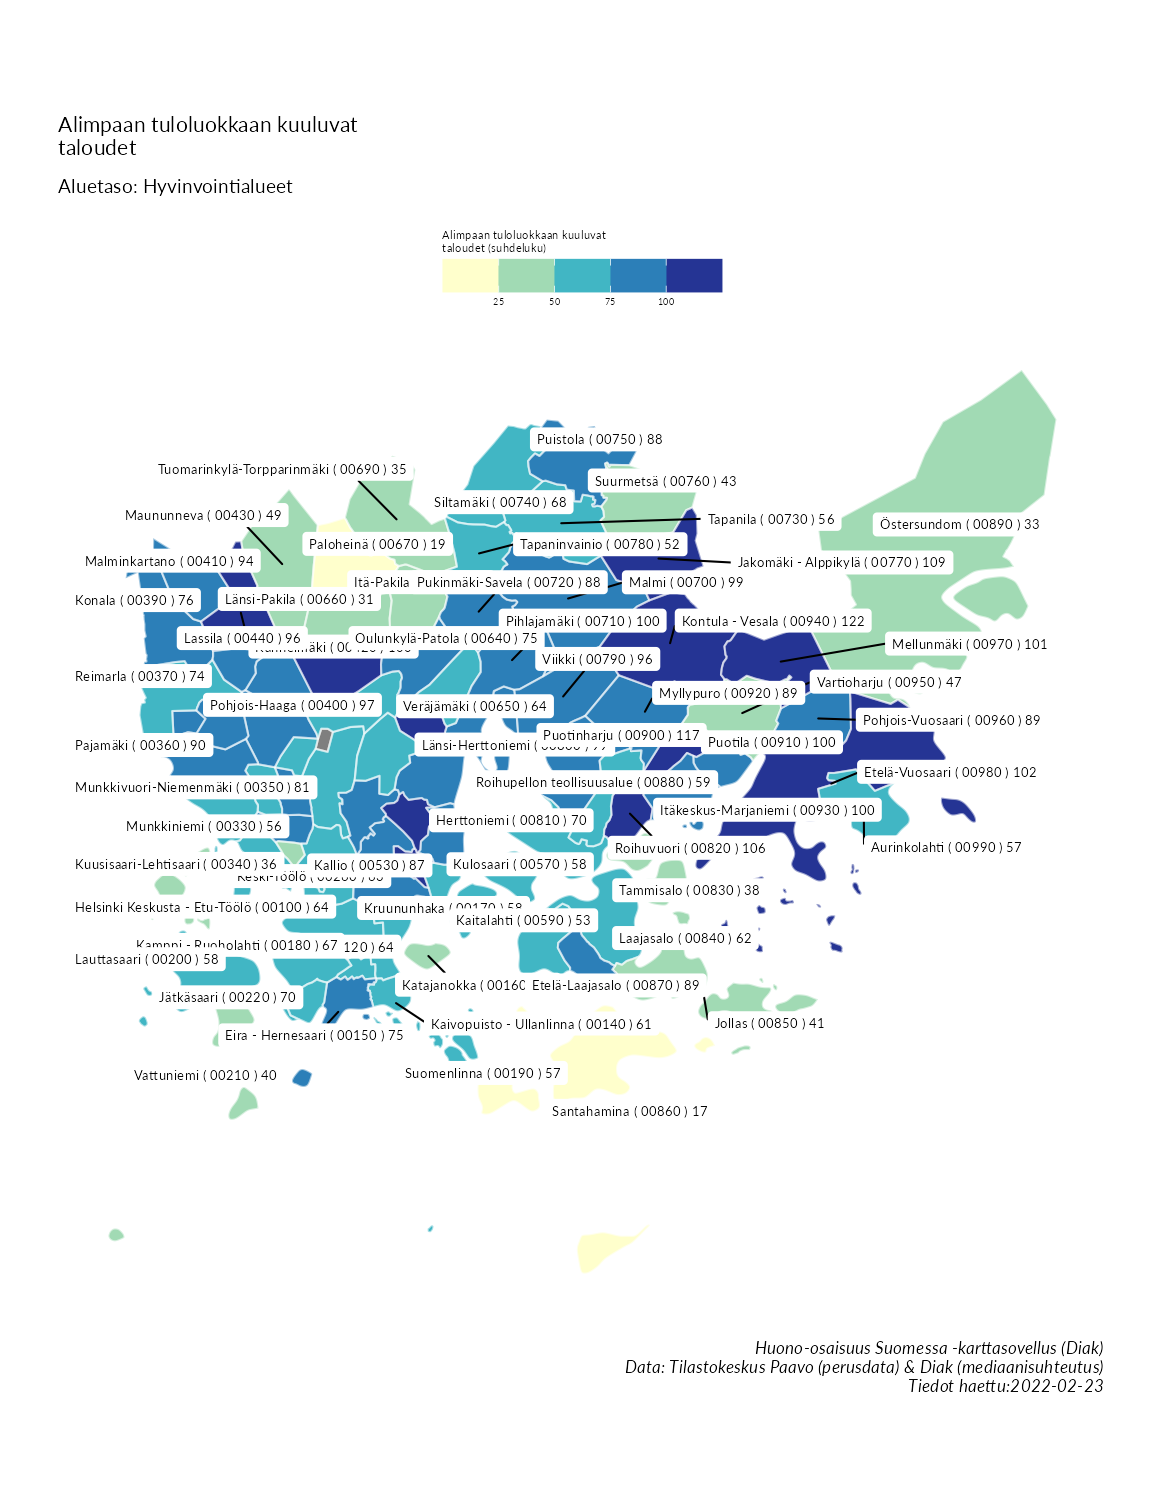 Alimpaan tuloluokkaan kuuluvat
taloudet
Aluetaso: Hyvinvointialueet
Alimpaan tuloluokkaan kuuluvat
taloudet (suhdeluku)
25 50 75 100
Puistola ( 00750 ) 88
Tuomarinkylä-Torpparinmäki ( 00690 ) 35
Suurmetsä ( 00760 ) 43
Siltamäki ( 00740 ) 68
Maununneva ( 00430 ) 49
Tapanila ( 00730 ) 56
Östersundom ( 00890 ) 33
Paloheinä ( 00670 ) 19
Tapaninvainio ( 00780 ) 52
Malminkartano ( 00410 ) 94
Jakomäki - Alppikylä ( 00770 ) 109
Itä-Pakila
Pukinmäki-Savela ( 00720 ) 88
Malmi ( 00700 ) 99
Konala ( 00390 ) 76
Länsi-Pakila ( 00660 ) 31
Pihlajamäki ( 00710 ) 100
Kontula - Vesala ( 00940 ) 122
Lassila ( 00440 ) 96
Oulunkylä-Patola ( 00640 ) 75
Mellunmäki ( 00970 ) 101
Viikki ( 00790 ) 96
Reimarla ( 00370 ) 74
Vartioharju ( 00950 ) 47
Myllypuro ( 00920 ) 89
Pohjois-Haaga ( 00400 ) 97
Veräjämäki ( 00650 ) 64
Pohjois-Vuosaari ( 00960 ) 89
Puotinharju ( 00900 ) 117
Puotila ( 00910 ) 100
Pajamäki ( 00360 ) 90
Länsi-Herttoniemi
Etelä-Vuosaari ( 00980 ) 102
Roihupellon teollisuusalue ( 00880 ) 59
Munkkivuori-Niemenmäki ( 00350 ) 81
Itäkeskus-Marjaniemi ( 00930 ) 100
Herttoniemi ( 00810 ) 70
Munkkiniemi ( 00330 ) 56
Roihuvuori ( 00820 ) 106
Aurinkolahti ( 00990 ) 57
Kuusisaari-Lehtisaari ( 00340 ) 36
Kallio ( 00530 ) 87
Kulosaari ( 00570 ) 58
Tammisalo ( 00830 ) 38
Helsinki Keskusta - Etu-Töölö ( 00100 ) 64
Kruununhaka
Kaitalahti ( 00590 ) 53
Laajasalo ( 00840 ) 62
Kamppi - Ruoholahti ( 00180 ) 67
120 ) 64
Lauttasaari ( 00200 ) 58
Katajanokka ( 00160
Etelä-Laajasalo ( 00870 ) 89
Jätkäsaari ( 00220 ) 70
Kaivopuisto - Ullanlinna ( 00140 ) 61
Jollas ( 00850 ) 41
Eira - Hernesaari ( 00150 ) 75
Suomenlinna ( 00190 ) 57
Vattuniemi ( 00210 ) 40
Santahamina ( 00860 ) 17
Huono-osaisuus Suomessa -karttasovellus (Diak)
Data: Tilastokeskus Paavo (perusdata) & Diak (mediaanisuhteutus)
Tiedot haettu:2022-02-23